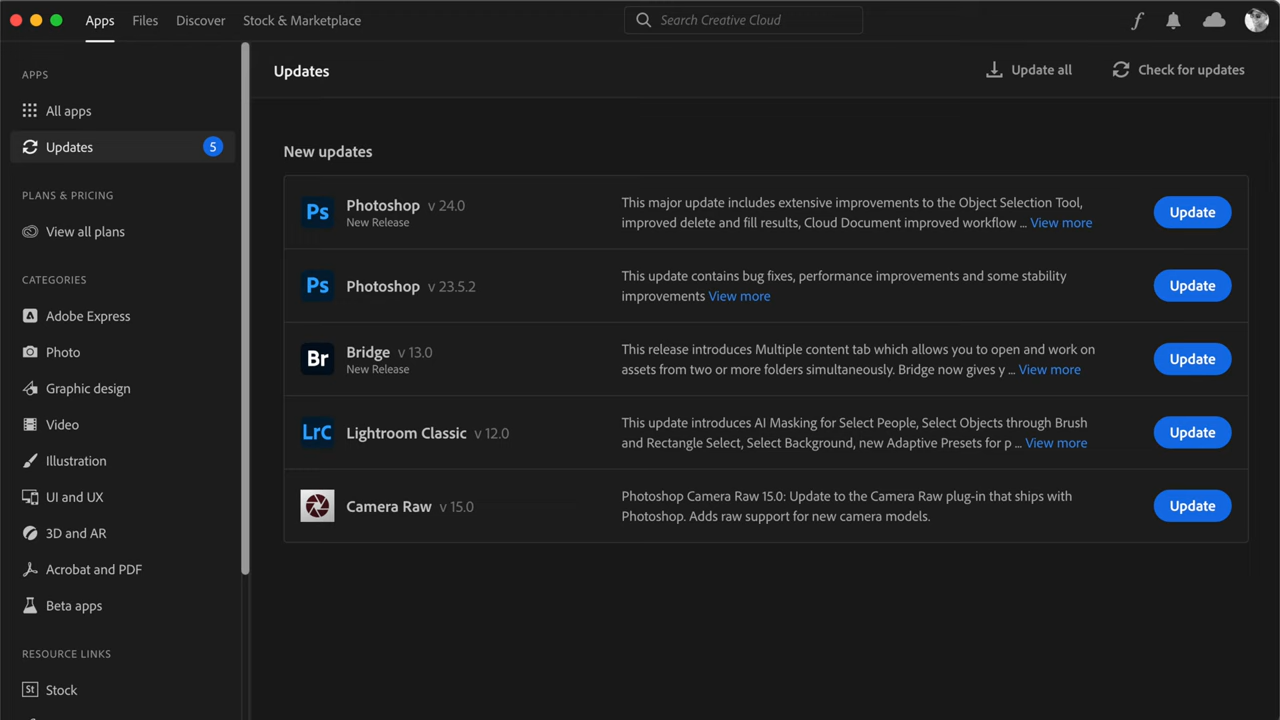 Apps Files Discover Stock & Marketplace
Search Creative Cloud
APPS
All apps
Updates 5
PLANS & PRICING
View all plans
CATEGORIES
Adobe Express
Photo
Graphic design
Video
Illustration
UI and UX
3D and AR
Acrobat and PDF
Beta apps
RESOURCE LINKS
St Stock
Updates
Update all Check for updates
New updates
Ps Photoshop v 24.0
New Release
This major update includes extensive improvements to the Object Selection Tool,
improved delete and fill results, Cloud Document improved workflow ... View more
Update
Ps Photoshop v 23.5.2
This update contains bug fixes, performance improvements and some stability
improvements View more
Update
Br Bridge v 13.0
New Release
This release introduces Multiple content tab which allows you to open and work on
assets from two or more folders simultaneously. Bridge now gives y ... View more
Update
LrC Lightroom Classic v 12.0
This update introduces AI Masking for Select People, Select Objects through Brush
and Rectangle Select, Select Background, new Adaptive Presets for p ... View more
Update
Camera Raw v 15.0
Photoshop Camera Raw 15.0: Update to the Camera Raw plug-in that ships with
Photoshop. Adds raw support for new camera models.
Update